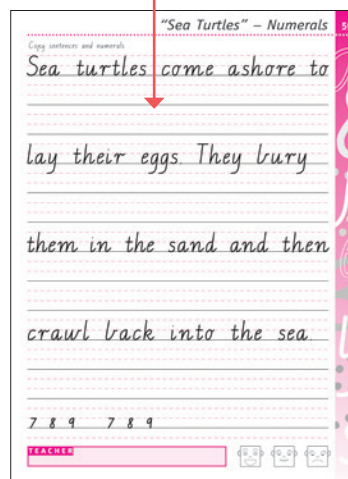 "Sea Turtles" – Numerals
Copy sentences and numerals
Sea turtles come ashore to
lay their eggs. They bury
them in the sand and then
crawl back into the sea.
7 8 9 7 8 9
TEACHER